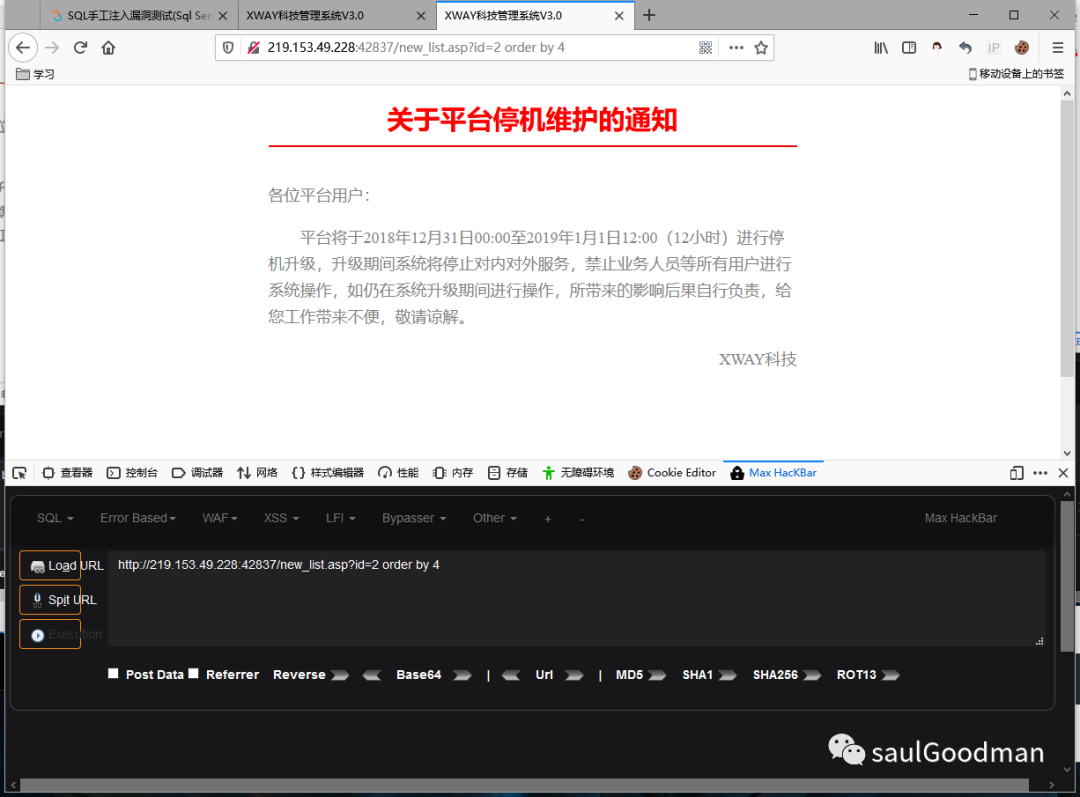 SQL手工注入漏洞测试(Sql Ser
XWAY科技管理系统V3.0
XWAY科技管理系统V3.0
219.153.49.228:42837/new_list.asp?id=2 order by 4
IP
学习
移动设备上的书签
关于平台停机维护的通知
各位平台用户：
平台将于2018年12月31日00:00至2019年1月1日12:00（12小时）进行停
机升级，升级期间系统将停止对内对外服务，禁止业务人员等所有用户进行
系统操作，如仍在系统升级期间进行操作，所带来的影响后果自行负责，给
您工作带来不便，敬请谅解。
XWAY科技
查看器 控制台 调试器 网络 {} 样式编辑器 性能 内存 存储 无障碍环境 Cookie Editor Max HacKBar
SQL Error Based WAF XSS LFI Bypasser Other + - Max HacKBar
Load URL
http://219.153.49.228:42837/new_list.asp?id=2 order by 4
Spit URL
Execution
Post Data Referrer Reverse Base64 | Url | MD5 SHA1 SHA256 ROT13
saulGoodman